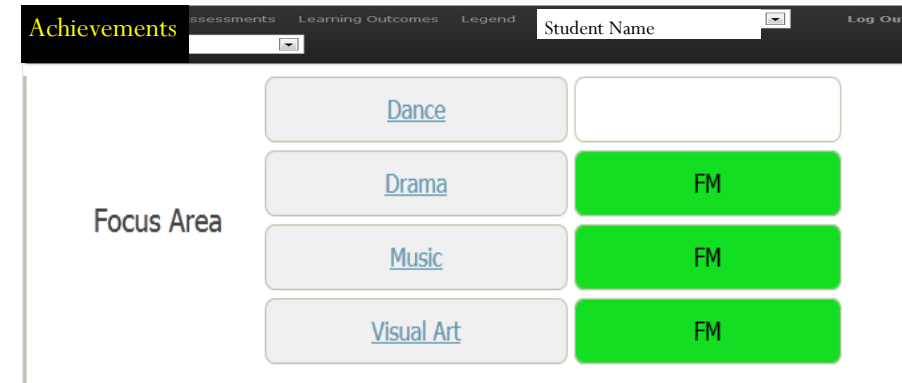 Achievements ssessments Learning Outcomes Legend Student Name Log Ou
Dance
Drama FM
Focus Area
Music FM
Visual Art FM